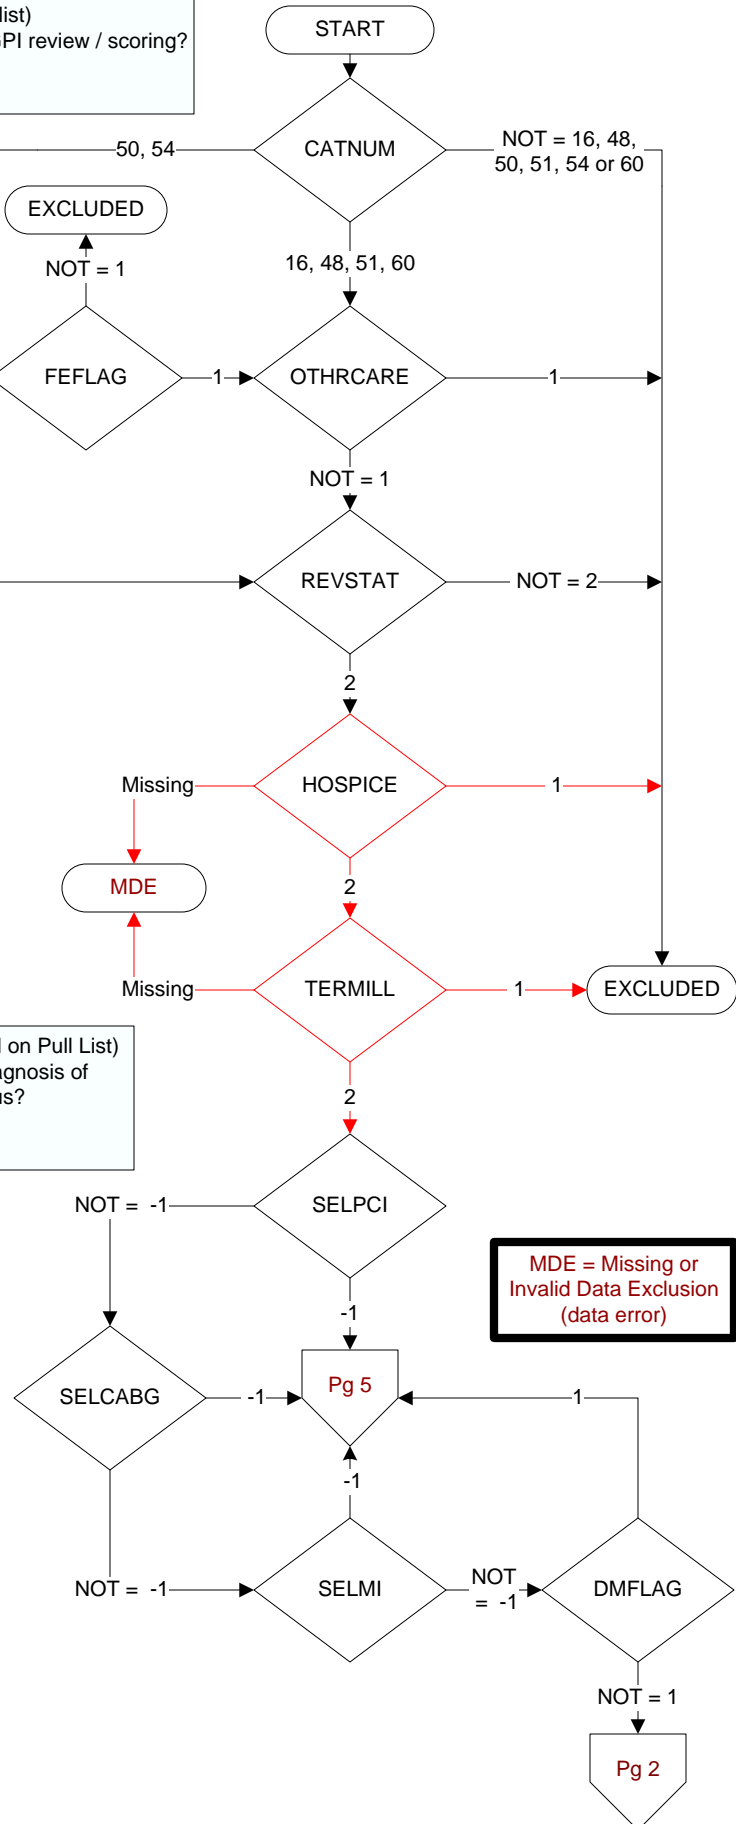 list)
GPI review / scoring?
START
CATNUM
50, 54
NOT = 16, 48,
50, 51, 54 or 60
EXCLUDED
NOT = 1
16, 48, 51, 60
FEFLAG
1
OTHRCARE
1
NOT = 1
REVSTAT
NOT = 2
2
Missing
HOSPICE
1
MDE
2
Missing
TERMILL
1
EXCLUDED
on Pull List)
agnosis of
us?
2
NOT = -1
SELPCI
MDE = Missing or
Invalid Data Exclusion
(data error)
-1
SELCABG
-1
Pg 5
1
-1
NOT = -1
SELMI
NOT
= -1
DMFLAG
NOT = 1
Pg 2